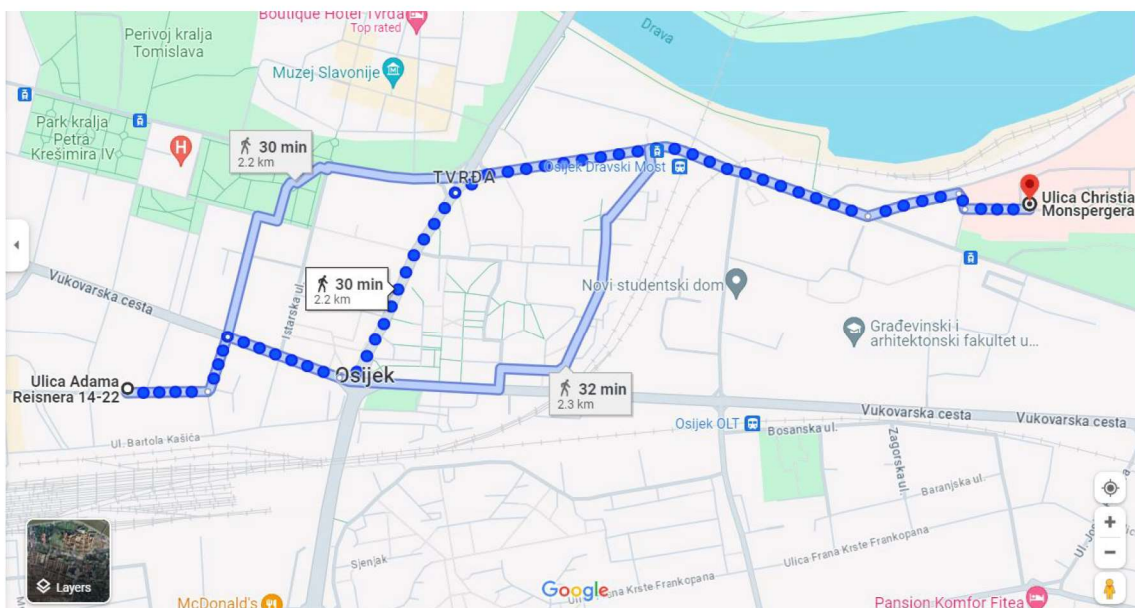 Boutique Hotel Tvrđa
Top rated
Perivoj kralja
Tomislava
Drava
Muzej Slavonije
Park kralja
Petra
Krešimira IV
H
30 min
2.2 km
TVRĐA
Osijek Dravski Most
Ulica Christia
Monspergera
30 min
2.2 km
Istarska ul.
Vukovarska cesta
Novi studentski dom
Građevinski i
arhitektonski fakultet u...
Ulica Adama
Reisnera 14-22
Osijek
32 min
2.3 km
Vukovarska cesta
Vukovarska cesta
Osijek OLT
Bosanska ul.
Ul. Bartola Kašića
Zagorska ul.
Baranjska ul.
Ulica Frana Krste Frankopana
Sjenjak
Layers
Google
Ulica Frana Krste Frankopana
McDonald's
Pansion Komfor Fitea